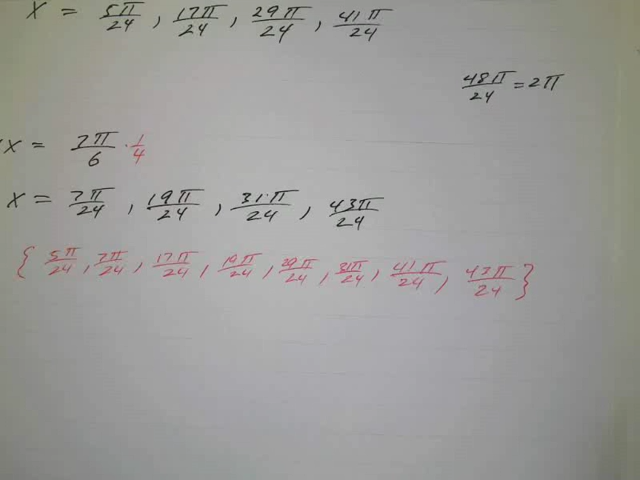 x = 5π/24 , 17π/24 , 29π/24 , 41π/24
48π/24 = 2π
x = 7π/6 · 1/4
x = 7π/24 , 19π/24 , 31π/24 , 43π/24
{ 5π/24 , 7π/24 , 17π/24 , 19π/24 , 29π/24 , 31π/24 , 41π/24 , 43π/24 }